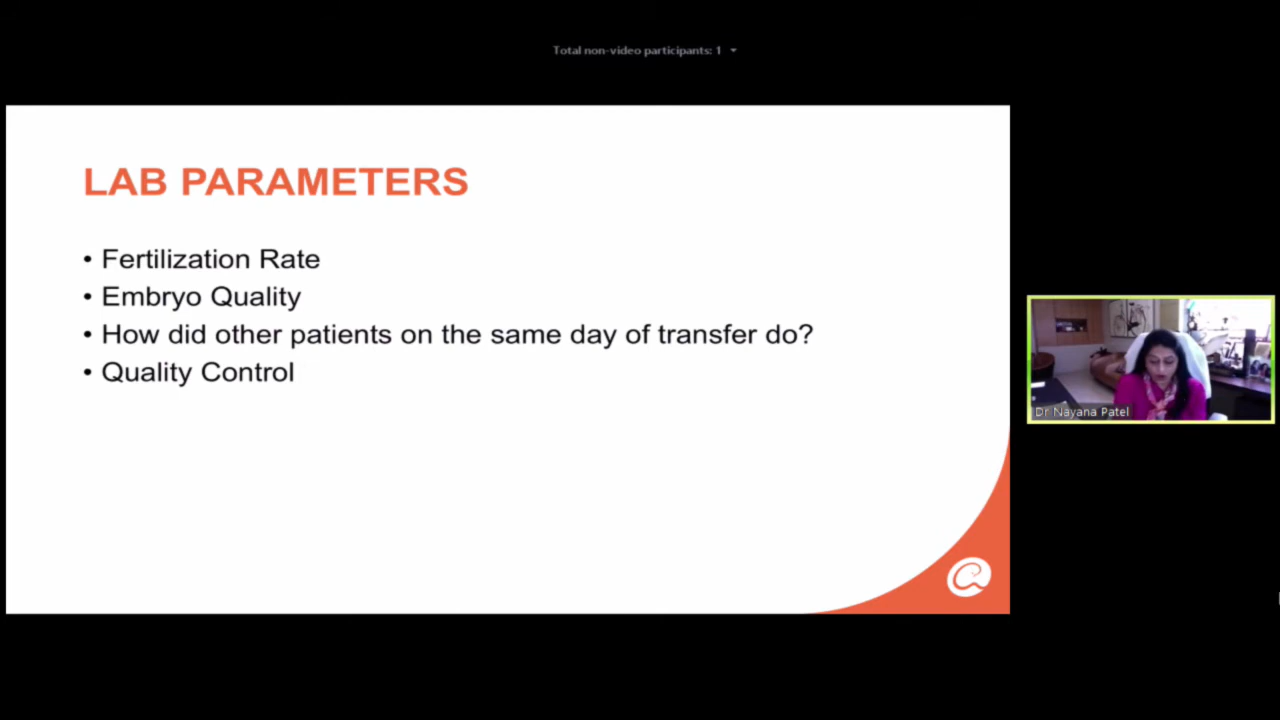 Total non-video participants: 1
LAB PARAMETERS
• Fertilization Rate
• Embryo Quality
• How did other patients on the same day of transfer do?
• Quality Control
Dr Nayana Patel